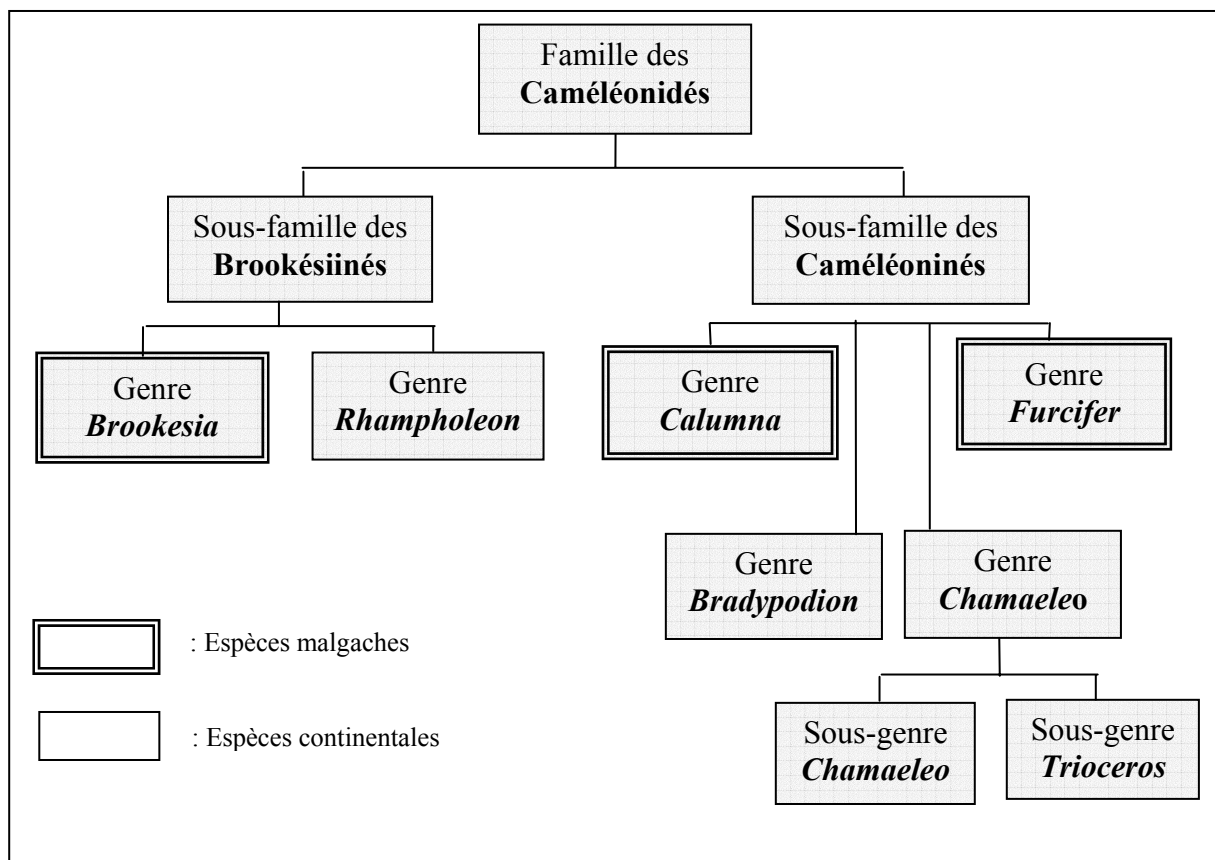 Famille des
Caméléonidés
Sous-famille des
Brookésiinés
Sous-famille des
Caméléoninés
Genre
Brookesia
Genre
Rhampholeon
Genre
Calumna
Genre
Furcifer
Genre
Bradypodion
Genre
Chamaeleo
: Espèces malgaches
: Espèces continentales
Sous-genre
Chamaeleo
Sous-genre
Trioceros